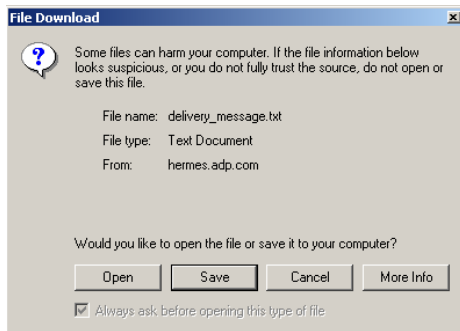 File Download
Some files can harm your computer. If the file information below
looks suspicious, or you do not fully trust the source, do not open or
save this file.
File name: delivery_message.txt
File type: Text Document
From: hermes.adp.com
Would you like to open the file or save it to your computer?
Open Save Cancel More Info
Always ask before opening this type of file